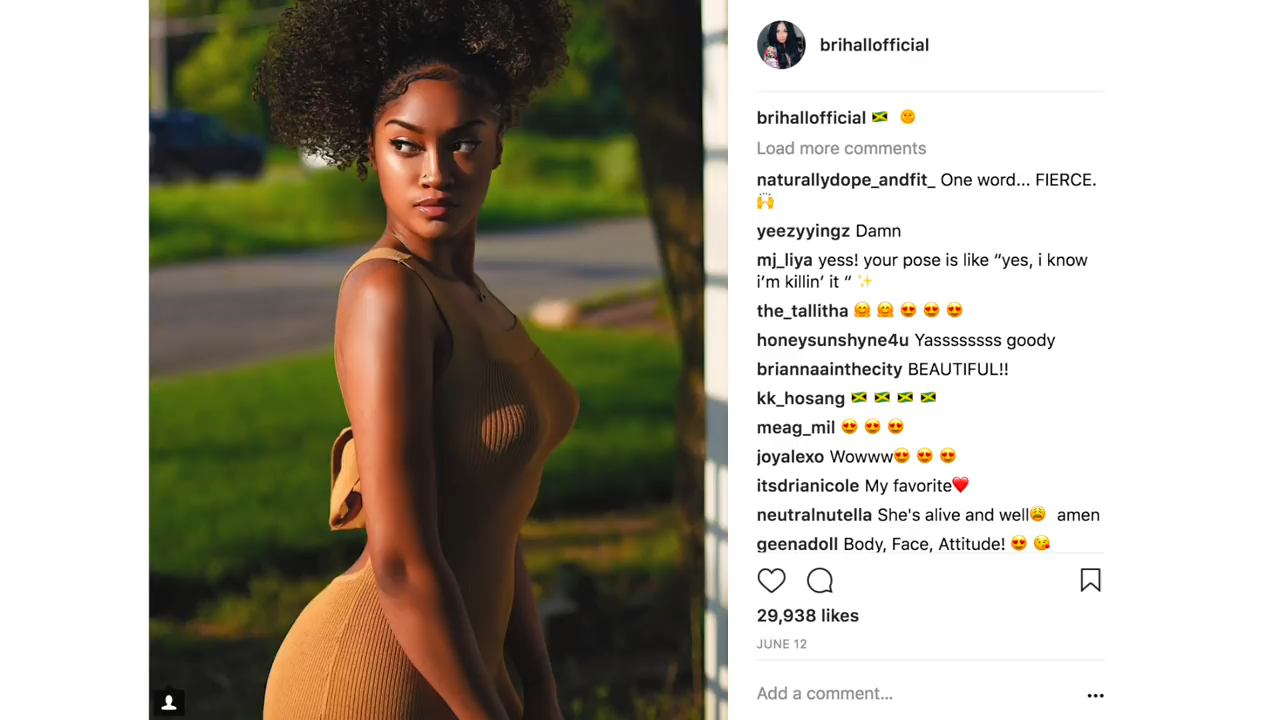 brihallofficial
brihallofficial 🇯🇲 🌞
Load more comments
naturallydope_andfit_ One word... FIERCE.
🙌
yeezyyingz Damn
mj_liya yess! your pose is like “yes, i know
i’m killin’ it “ ✨
the_tallitha 🤗 🤗 😍 😍 😍
honeysunshyne4u Yassssssss goody
briannaainthecity BEAUTIFUL!!
kk_hosang 🇯🇲 🇯🇲 🇯🇲 🇯🇲
meag_mil 😍 😍 😍
joyalexo Wowww😍 😍 😍
itsdrianicole My favorite❤️
neutralnutella She's alive and well😩 amen
geenadoll Body, Face, Attitude! 😍 😘
29,938 likes
JUNE 12
Add a comment...